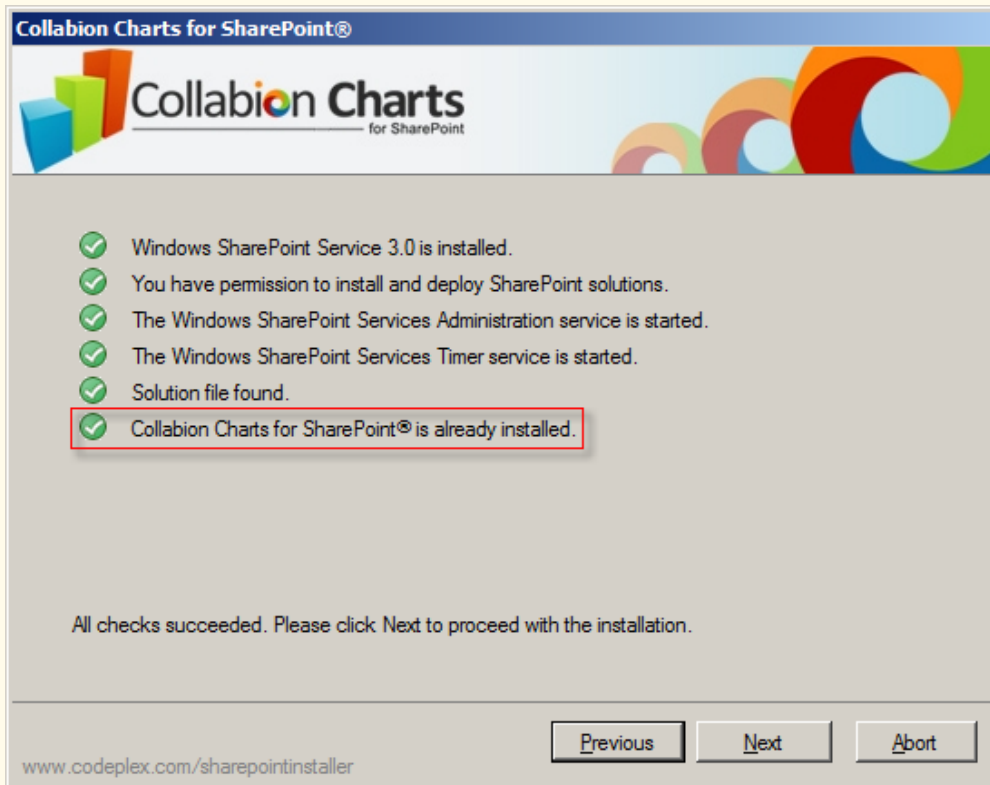 Collabion Charts for SharePoint®
Collabion Charts
for SharePoint
Windows SharePoint Service 3.0 is installed.
You have permission to install and deploy SharePoint solutions.
The Windows SharePoint Services Administration service is started.
The Windows SharePoint Services Timer service is started.
Solution file found.
Collabion Charts for SharePoint® is already installed.
All checks succeeded. Please click Next to proceed with the installation.
Previous Next Abort
www.codeplex.com/sharepointinstaller